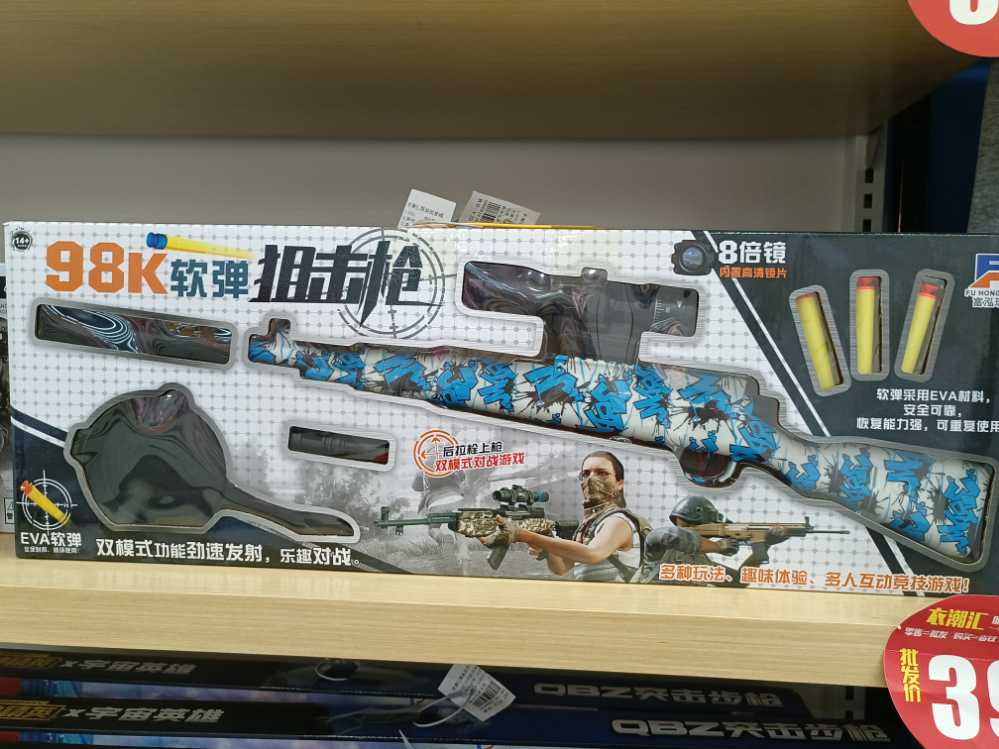 14+
98K软弹狙击枪
8倍镜
内置高清镜片
FU HONG
软弹采用EVA材料，
安全可靠，
恢复能力强，可重复使用
后拉栓上枪
双模式对战游戏
EVA软弹
双模式功能劲速发射，乐趣对战。
多种玩法、趣味体验、多人互动竞技游戏！
衣潮汇
批发价
39
x宇宙英雄
QBZ突击步枪
x宇宙英雄
QBZ突击步枪